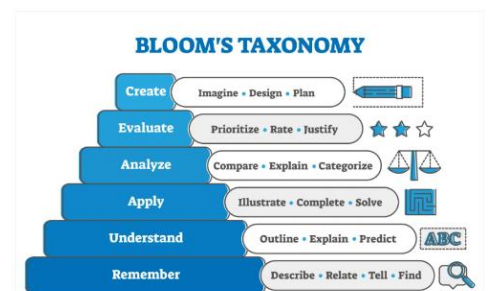 BLOOM'S TAXONOMY
Create Imagine • Design • Plan
Evaluate Prioritize • Rate • Justify
Analyze Compare • Explain • Categorize
Apply Illustrate • Complete • Solve
Understand Outline • Explain • Predict ABC
Remember Describe • Relate • Tell • Find